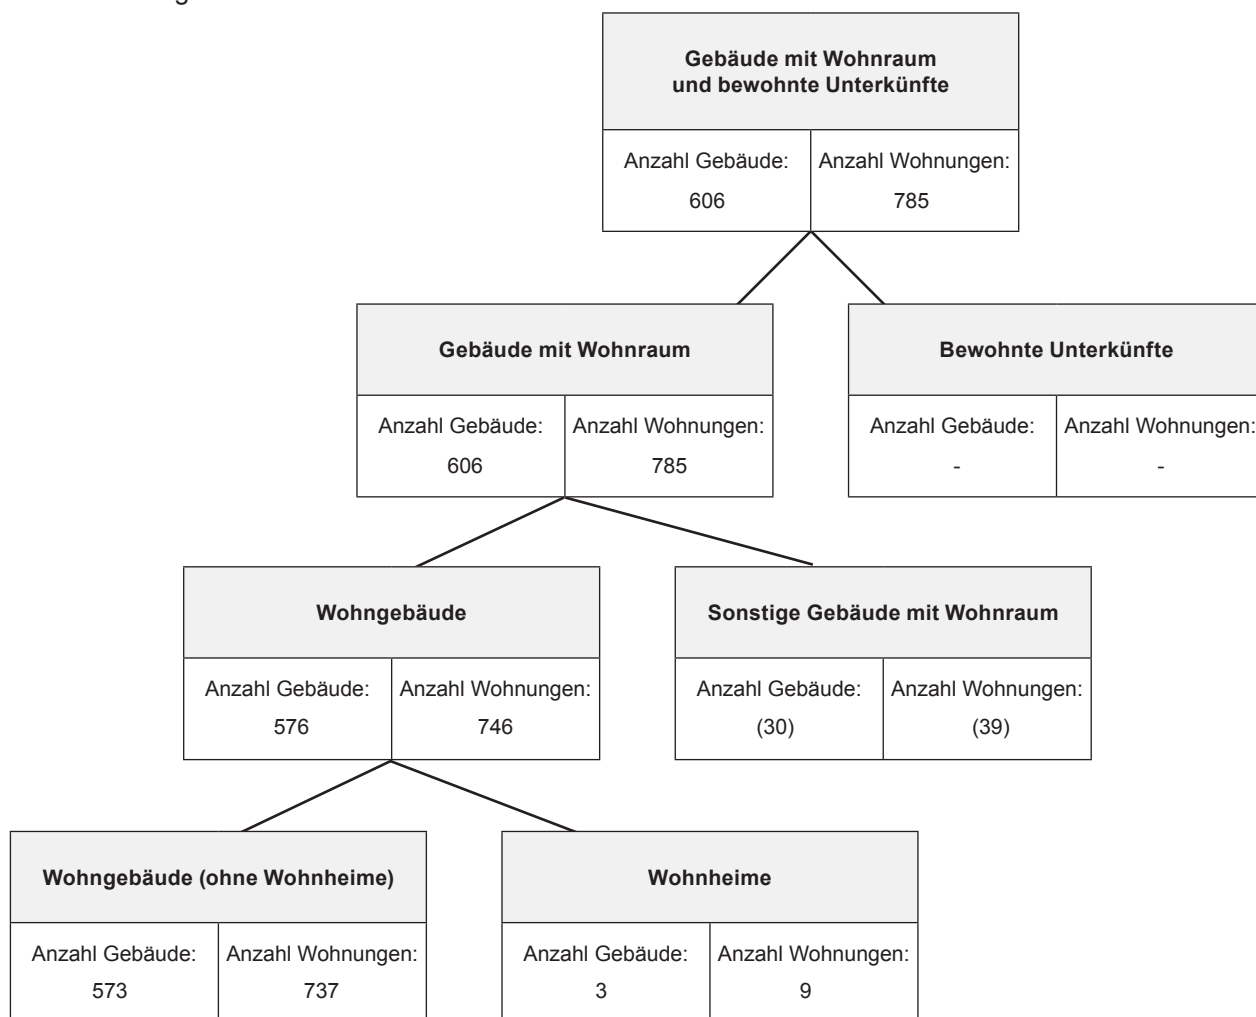 Gebäude mit Wohnraum
und bewohnte Unterkünfte
Anzahl Gebäude: Anzahl Wohnungen:
606 785
Gebäude mit Wohnraum
Anzahl Gebäude: Anzahl Wohnungen:
606 785
Bewohnte Unterkünfte
Anzahl Gebäude: Anzahl Wohnungen:
- -
Wohngebäude
Anzahl Gebäude: Anzahl Wohnungen:
576 746
Sonstige Gebäude mit Wohnraum
Anzahl Gebäude: Anzahl Wohnungen:
(30) (39)
Wohngebäude (ohne Wohnheime)
Anzahl Gebäude: Anzahl Wohnungen:
573 737
Wohnheime
Anzahl Gebäude: Anzahl Wohnungen:
3 9